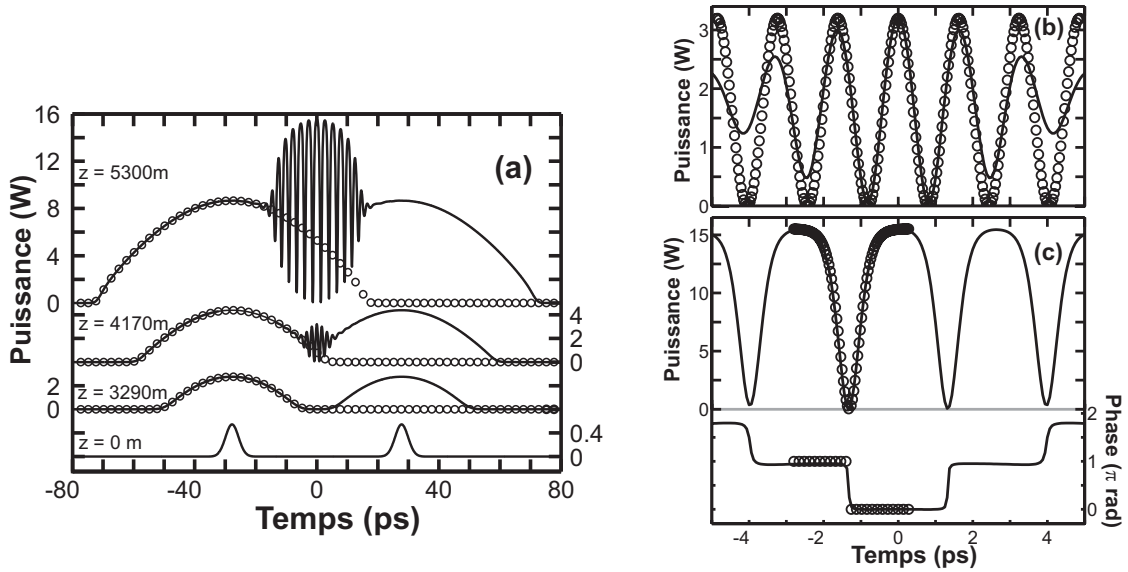 (a)
Puissance (W)
16
12
8
4
0
2
0
4
2
0
0.4
0
z = 5300m
z = 4170m
z = 3290m
z = 0 m
-80
-40
0
40
80
Temps (ps)
(b)
Puissance (W)
3
2
1
0
(c)
Puissance (W)
15
10
5
0
Phase (π rad)
2
1
0
-4
-2
0
2
4
Temps (ps)